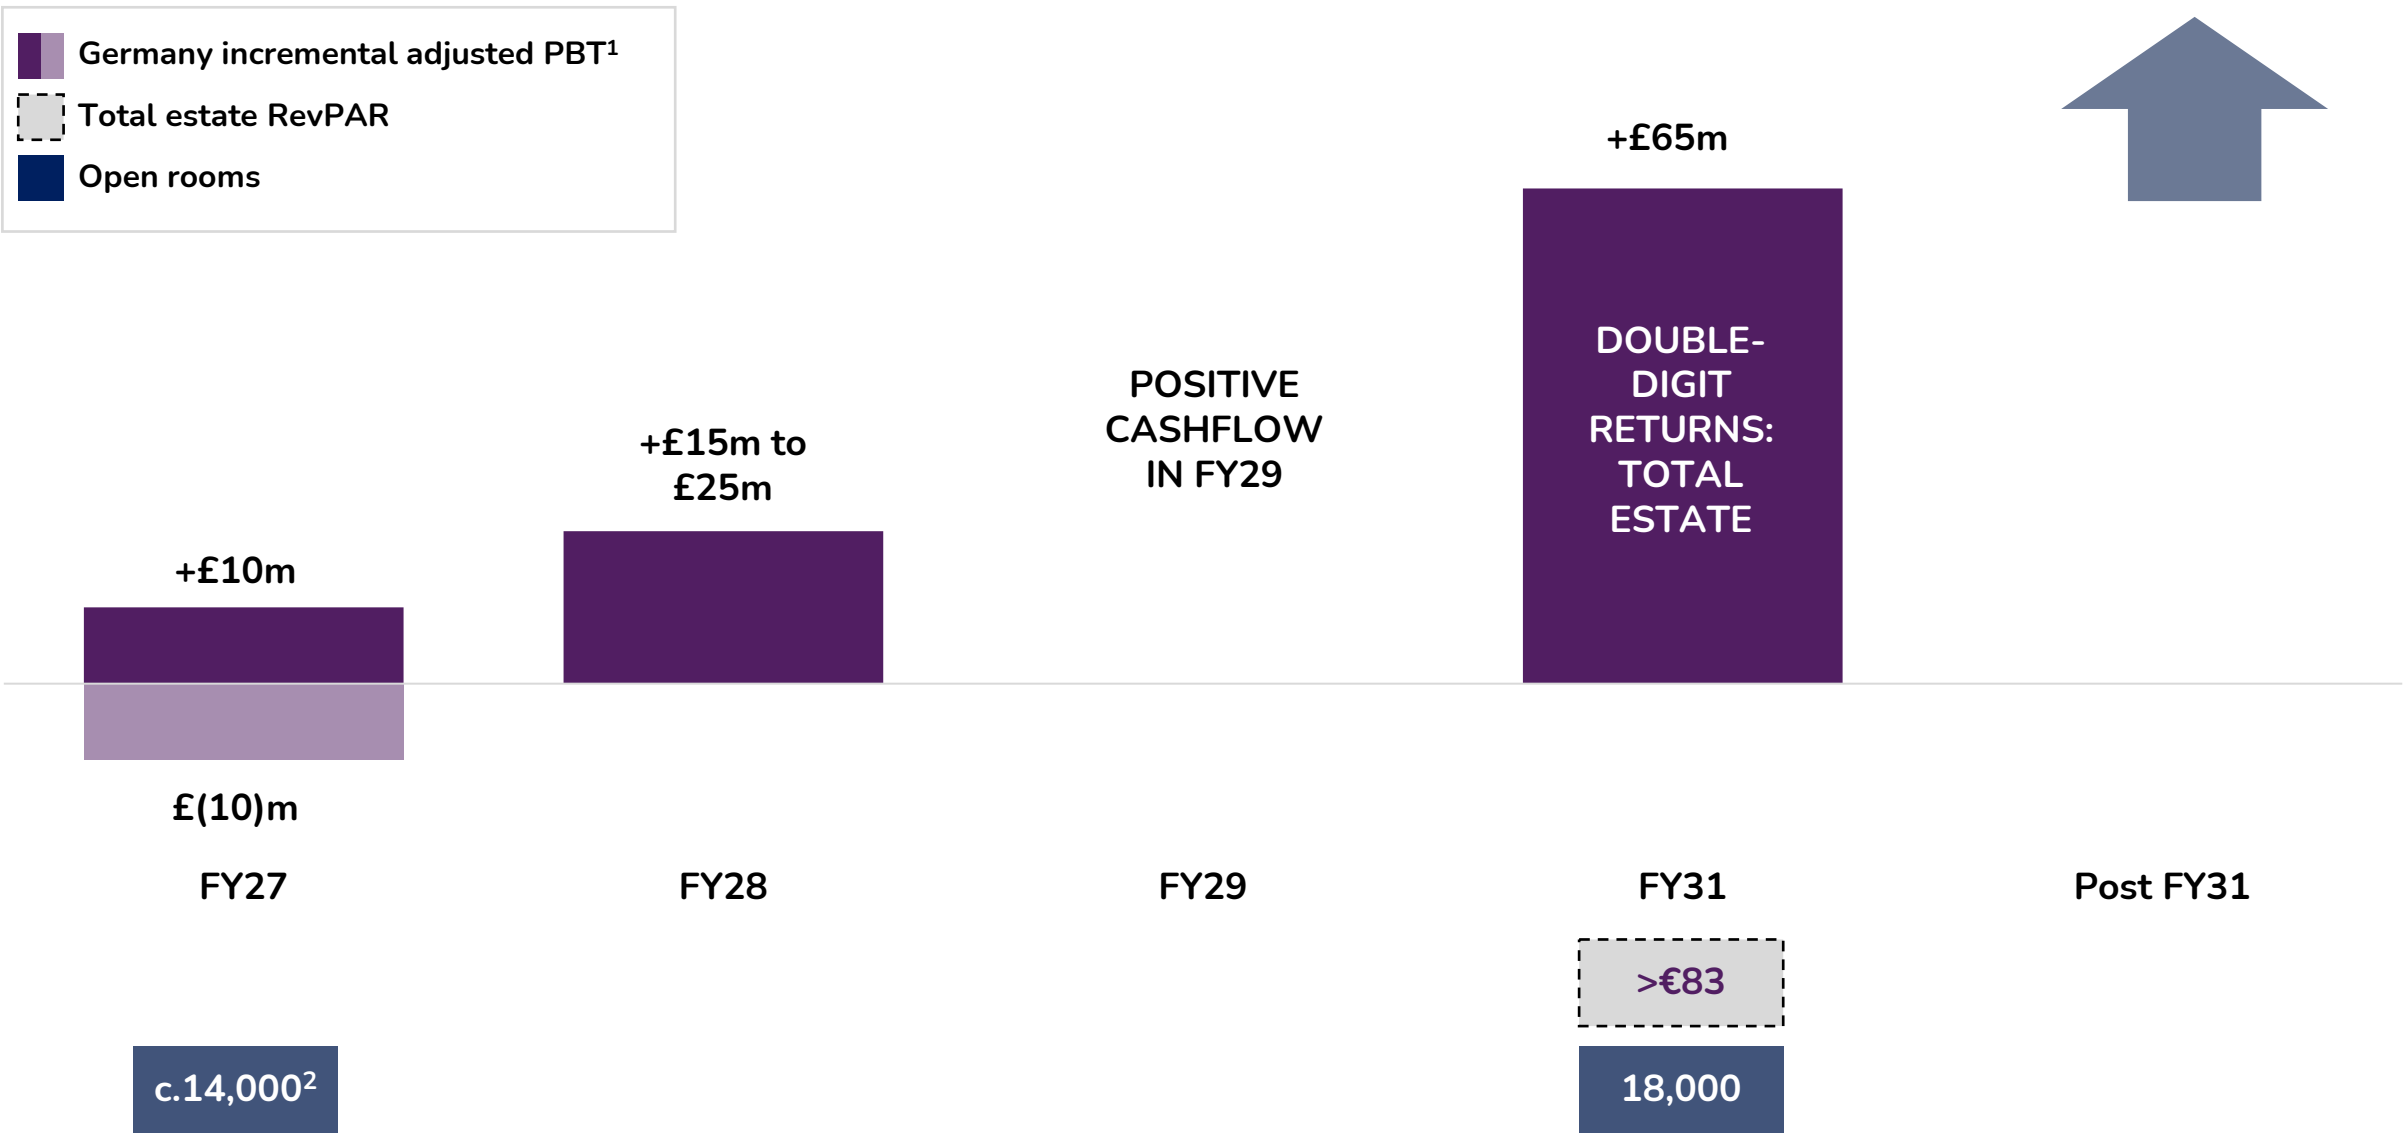 Germany incremental adjusted PBT¹
Total estate RevPAR
Open rooms
+£10m
£(10)m
+£15m to
£25m
POSITIVE
CASHFLOW
IN FY29
+£65m
DOUBLE-
DIGIT
RETURNS:
TOTAL
ESTATE
FY27
FY28
FY29
FY31
Post FY31
>€83
c.14,000²
18,000